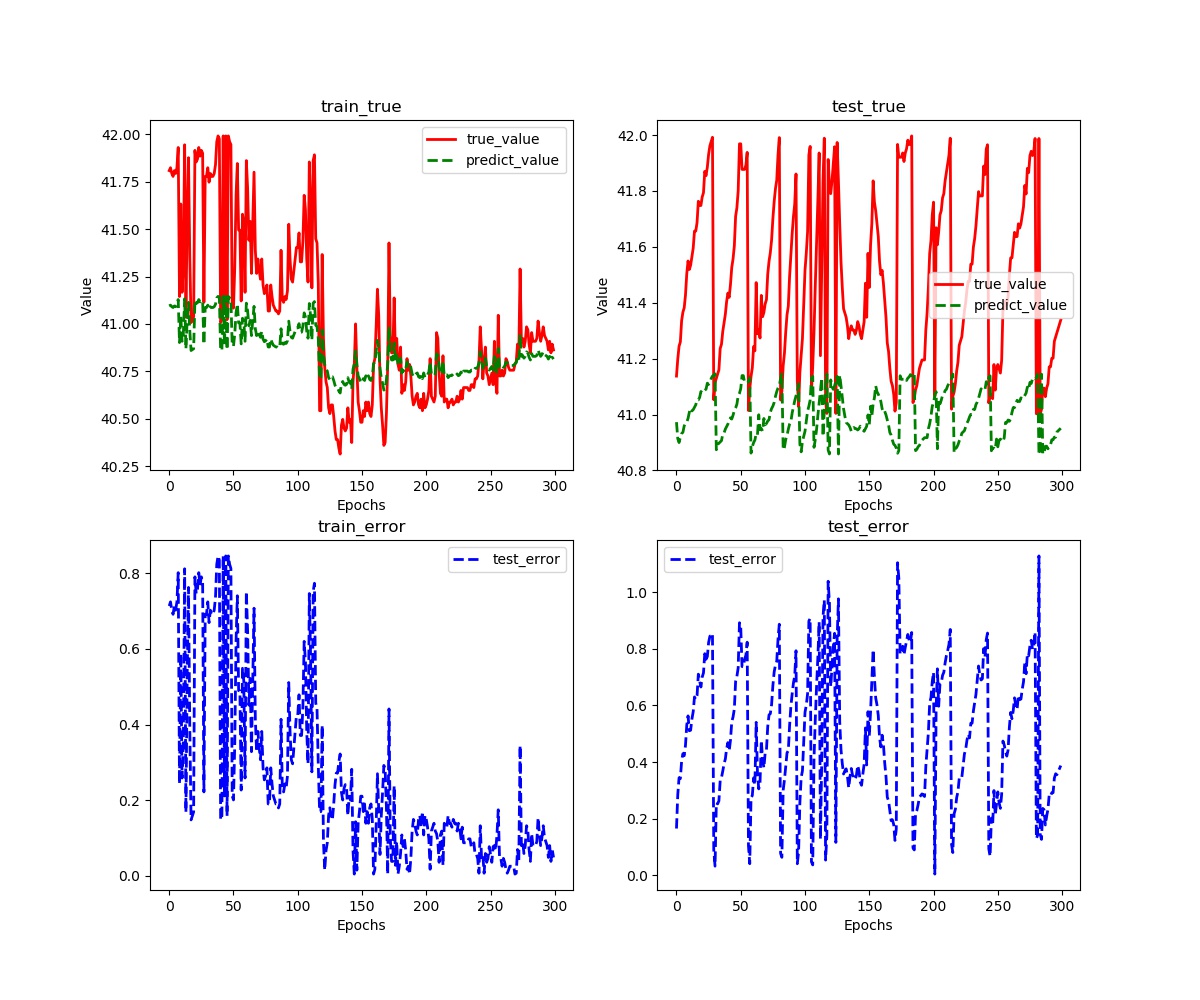 train_true
42.00
41.75
41.50
41.25
41.00
40.75
40.50
40.25
Value
true_value
predict_value
0 50 100 150 200 250 300
Epochs
test_true
42.0
41.8
41.6
41.4
41.2
41.0
40.8
Value
true_value
predict_value
0 50 100 150 200 250 300
Epochs
train_error
0.8
0.6
0.4
0.2
0.0
test_error
0 50 100 150 200 250 300
Epochs
test_error
1.0
0.8
0.6
0.4
0.2
0.0
test_error
0 50 100 150 200 250 300
Epochs